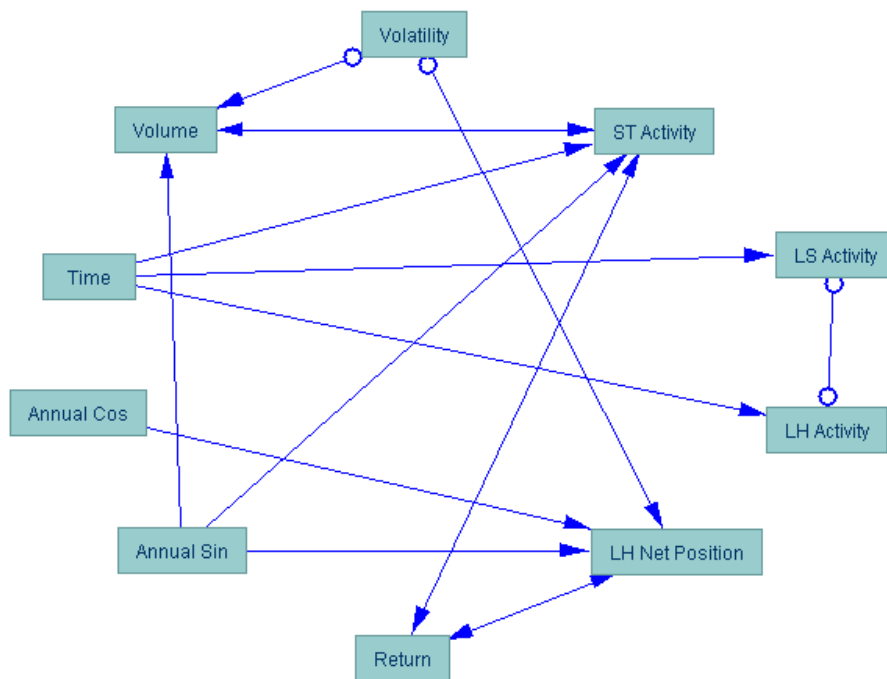 Volatility
Volume
ST Activity
LS Activity
Time
Annual Cos
LH Activity
Annual Sin
LH Net Position
Return